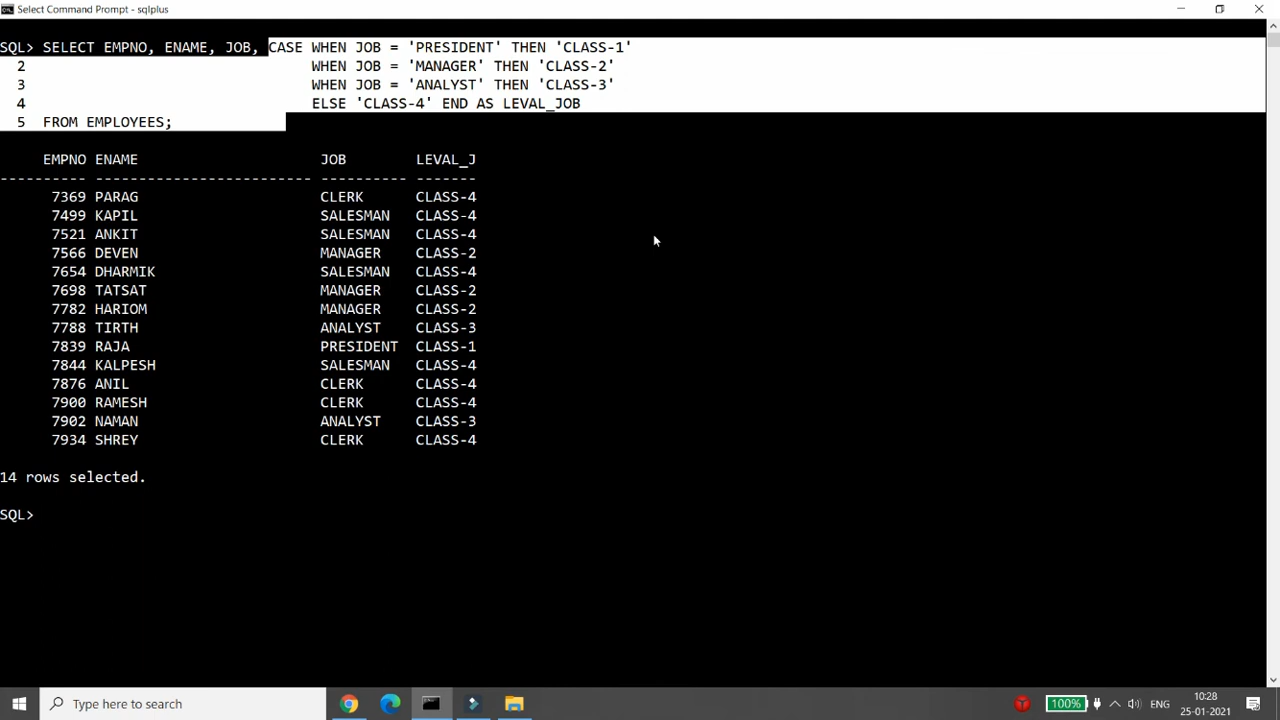 Select Command Prompt - sqlplus
SQL> SELECT EMPNO, ENAME, JOB, CASE WHEN JOB = 'PRESIDENT' THEN 'CLASS-1'
2 WHEN JOB = 'MANAGER' THEN 'CLASS-2'
3 WHEN JOB = 'ANALYST' THEN 'CLASS-3'
4 ELSE 'CLASS-4' END AS LEVAL_JOB
5 FROM EMPLOYEES;
EMPNO ENAME JOB LEVAL_J
---------- ------------------------- ---------- -------
7369 PARAG CLERK CLASS-4
7499 KAPIL SALESMAN CLASS-4
7521 ANKIT SALESMAN CLASS-4
7566 DEVEN MANAGER CLASS-2
7654 DHARMIK SALESMAN CLASS-4
7698 TATSAT MANAGER CLASS-2
7782 HARIOM MANAGER CLASS-2
7788 TIRTH ANALYST CLASS-3
7839 RAJA PRESIDENT CLASS-1
7844 KALPESH SALESMAN CLASS-4
7876 ANIL CLERK CLASS-4
7900 RAMESH CLERK CLASS-4
7902 NAMAN ANALYST CLASS-3
7934 SHREY CLERK CLASS-4
14 rows selected.
SQL>
Type here to search
100% ENG
10:28
25-01-2021